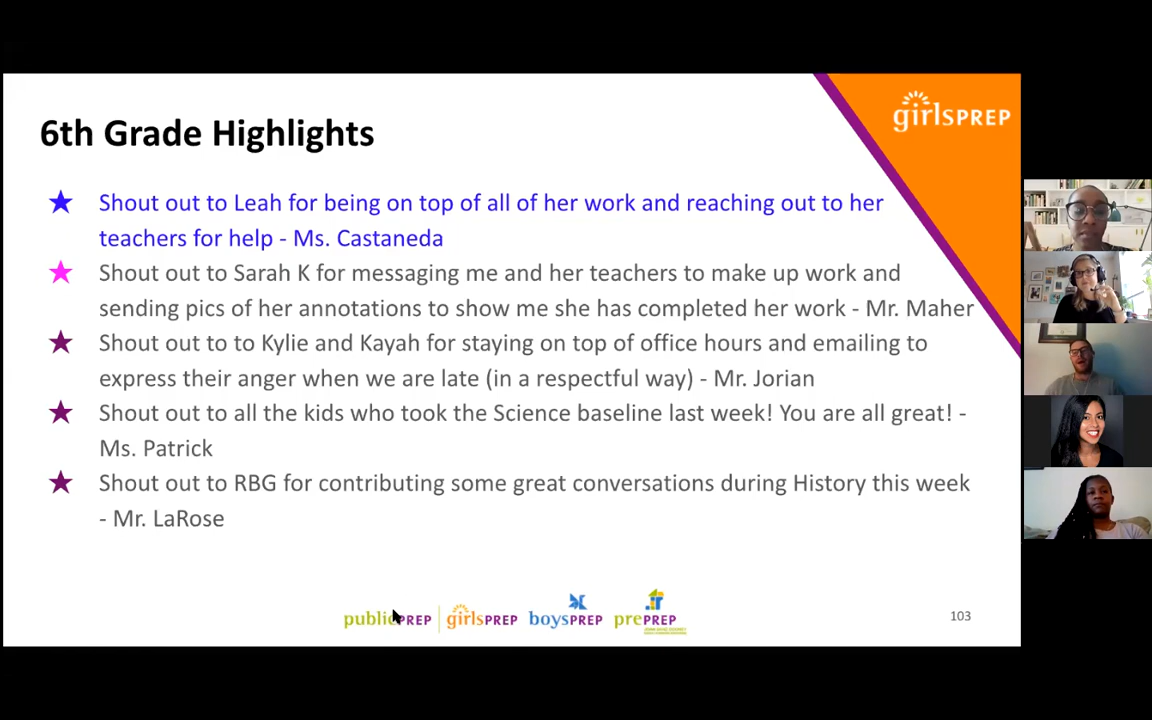 6th Grade Highlights
girlsPREP
Shout out to Leah for being on top of all of her work and reaching out to her
teachers for help - Ms. Castaneda
Shout out to Sarah K for messaging me and her teachers to make up work and
sending pics of her annotations to show me she has completed her work - Mr. Maher
Shout out to to Kylie and Kayah for staying on top of office hours and emailing to
express their anger when we are late (in a respectful way) - Mr. Jorian
Shout out to all the kids who took the Science baseline last week! You are all great! -
Ms. Patrick
Shout out to RBG for contributing some great conversations during History this week
- Mr. LaRose
publicPREP girlsPREP boysPREP prePREP
103